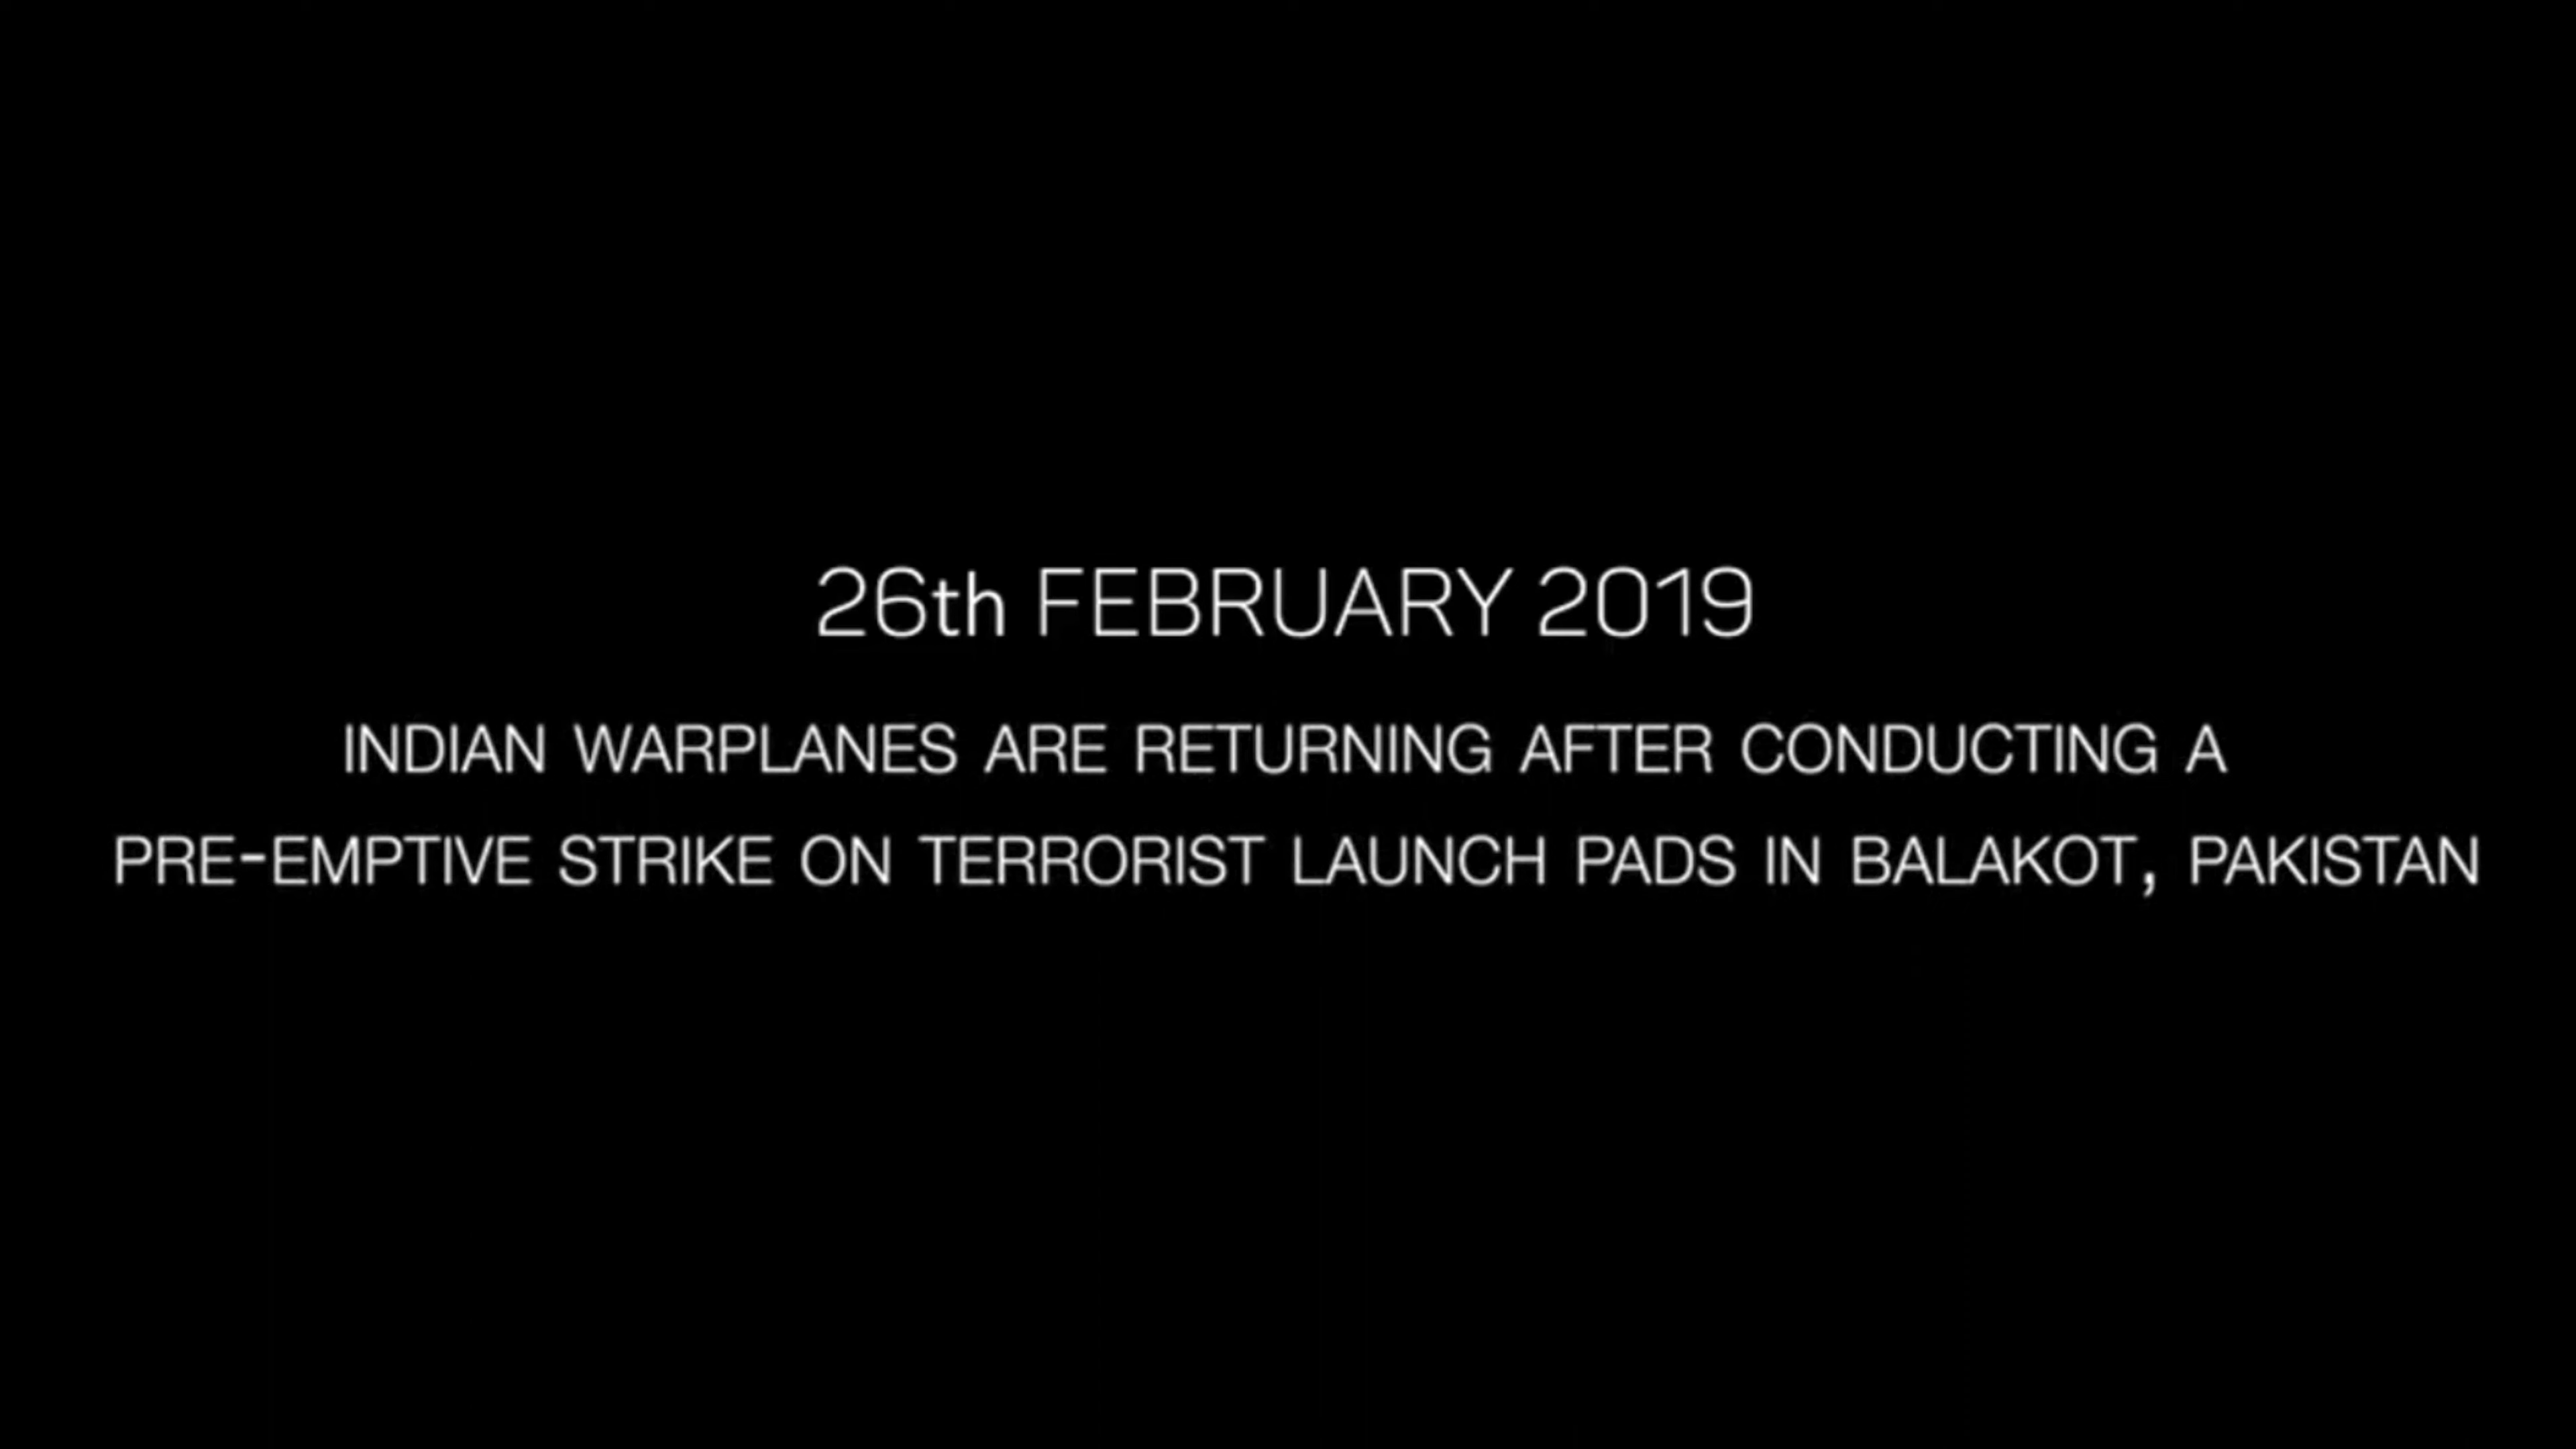 26th FEBRUARY 2019
INDIAN WARPLANES ARE RETURNING AFTER CONDUCTING A
PRE-EMPTIVE STRIKE ON TERRORIST LAUNCH PADS IN BALAKOT, PAKISTAN